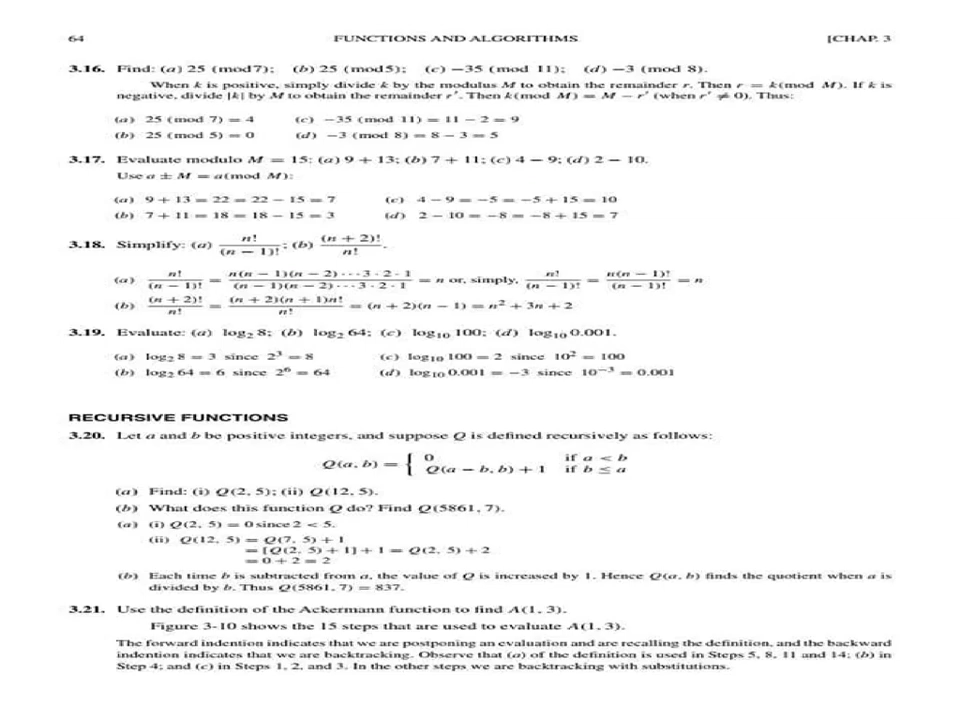 64 FUNCTIONS AND ALGORITHMS [CHAP. 3
3.16. Find: (a) 25 (mod7); (b) 25 (mod5); (c) −35 (mod 11); (d) −3 (mod 8).
When k is positive, simply divide k by the modulus M to obtain the remainder r. Then r = k(mod M). If k is
negative, divide |k| by M to obtain the remainder r′. Then k(mod M) = M − r′ (when r′ ≠ 0). Thus:
(a) 25 (mod 7) = 4 (c) −35 (mod 11) = 11 − 2 = 9
(b) 25 (mod 5) = 0 (d) −3 (mod 8) = 8 − 3 = 5
3.17. Evaluate modulo M = 15: (a) 9 + 13; (b) 7 + 11; (c) 4 − 9; (d) 2 − 10.
Use a ± M = a(mod M):
(a) 9 + 13 = 22 = 22 − 15 = 7 (c) 4 − 9 = −5 = −5 + 15 = 10
(b) 7 + 11 = 18 = 18 − 15 = 3 (d) 2 − 10 = −8 = −8 + 15 = 7
3.18. Simplify: (a) n!/(n − 1)!; (b) (n + 2)!/n!.
(a) n!/(n − 1)! = n(n − 1)(n − 2) ··· 3 · 2 · 1/(n − 1)(n − 2) ··· 3 · 2 · 1 = n or, simply, n!/(n − 1)! = n(n − 1)!/(n − 1)! = n
(b) (n + 2)!/n! = (n + 2)(n + 1)n!/n! = (n + 2)(n − 1) = n² + 3n + 2
3.19. Evaluate: (a) log₂ 8; (b) log₂ 64; (c) log₁₀ 100; (d) log₁₀ 0.001.
(a) log₂ 8 = 3 since 2³ = 8 (c) log₁₀ 100 = 2 since 10² = 100
(b) log₂ 64 = 6 since 2⁶ = 64 (d) log₁₀ 0.001 = −3 since 10⁻³ = 0.001
RECURSIVE FUNCTIONS
3.20. Let a and b be positive integers, and suppose Q is defined recursively as follows:
Q(a, b) = { 0 if a < b
Q(a − b, b) + 1 if b ≤ a
(a) Find: (i) Q(2, 5); (ii) Q(12, 5).
(b) What does this function Q do? Find Q(5861, 7).
(a) (i) Q(2, 5) = 0 since 2 < 5.
(ii) Q(12, 5) = Q(7, 5) + 1
= [Q(2, 5) + 1] + 1 = Q(2, 5) + 2
= 0 + 2 = 2
(b) Each time b is subtracted from a, the value of Q is increased by 1. Hence Q(a, b) finds the quotient when a is
divided by b. Thus Q(5861, 7) = 837.
3.21. Use the definition of the Ackermann function to find A(1, 3).
Figure 3-10 shows the 15 steps that are used to evaluate A(1, 3).
The forward indention indicates that we are postponing an evaluation and are recalling the definition, and the backward
indention indicates that we are backtracking. Observe that (a) of the definition is used in Steps 5, 8, 11 and 14; (b) in
Step 4; and (c) in Steps 1, 2, and 3. In the other steps we are backtracking with substitutions.